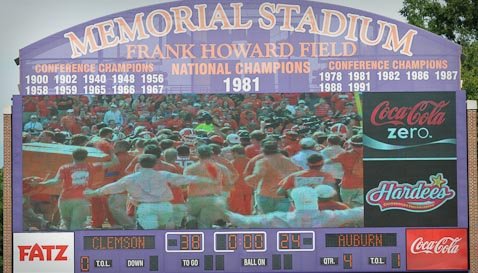 MEMORIAL STADIUM
FRANK HOWARD FIELD
CONFERENCE CHAMPIONS
1900 1902 1940 1948 1956
1958 1959 1965 1966 1967
NATIONAL CHAMPIONS
1981
CONFERENCE CHAMPIONS
1978 1981 1982 1986 1987
1988 1991
Coca-Cola
zero.
Hardee's
FATZ
CLEMSON 38 0:00 24 AUBURN
0 T.O.L DOWN TO GO BALL ON QTR. 4 T.O.L 1
Coca-Cola